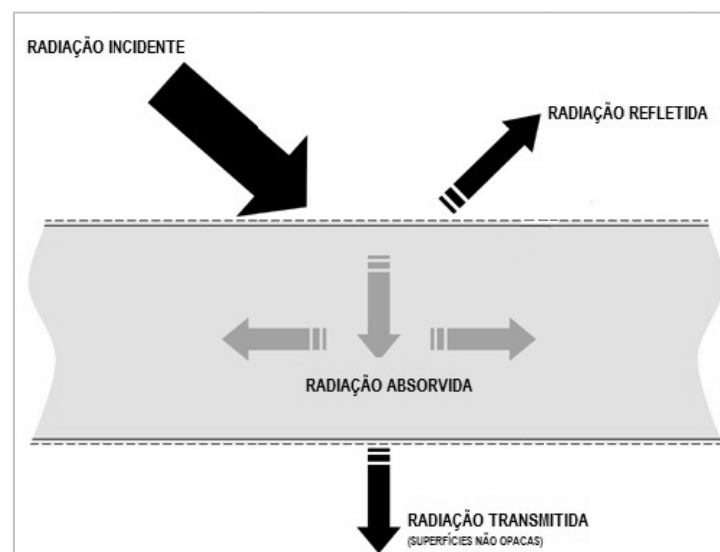 RADIAÇÃO INCIDENTE
RADIAÇÃO REFLETIDA
RADIAÇÃO ABSORVIDA
RADIAÇÃO TRANSMITIDA
(SUPERFÍCIES NÃO OPACAS)